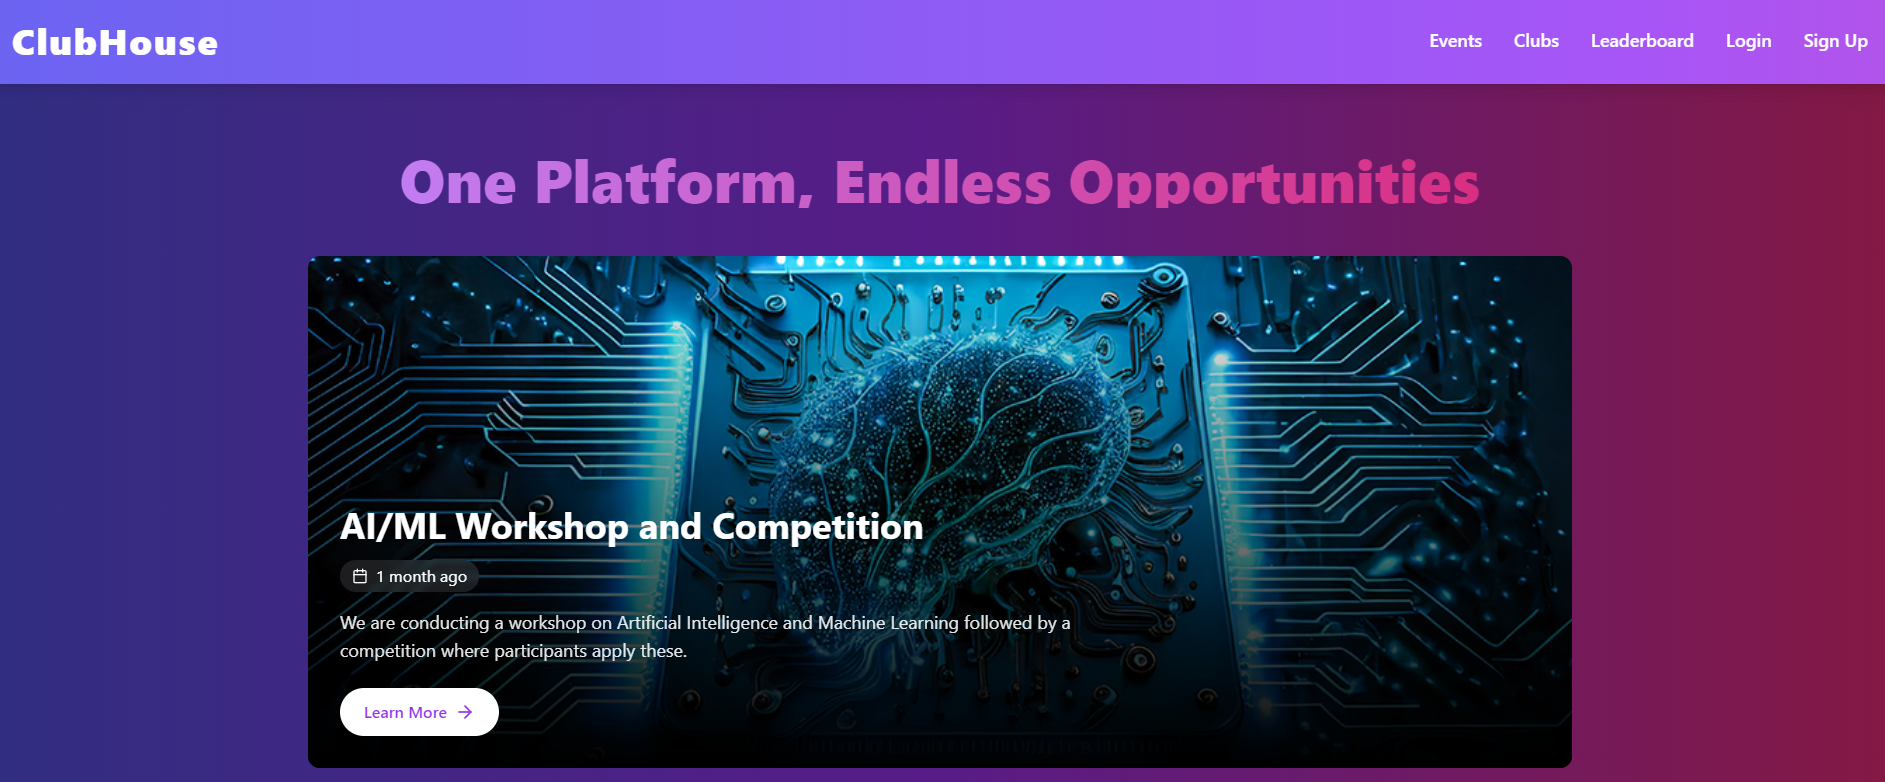 ClubHouse
Events Clubs Leaderboard Login Sign Up
One Platform, Endless Opportunities
AI/ML Workshop and Competition
1 month ago
We are conducting a workshop on Artificial Intelligence and Machine Learning followed by a
competition where participants apply these.
Learn More